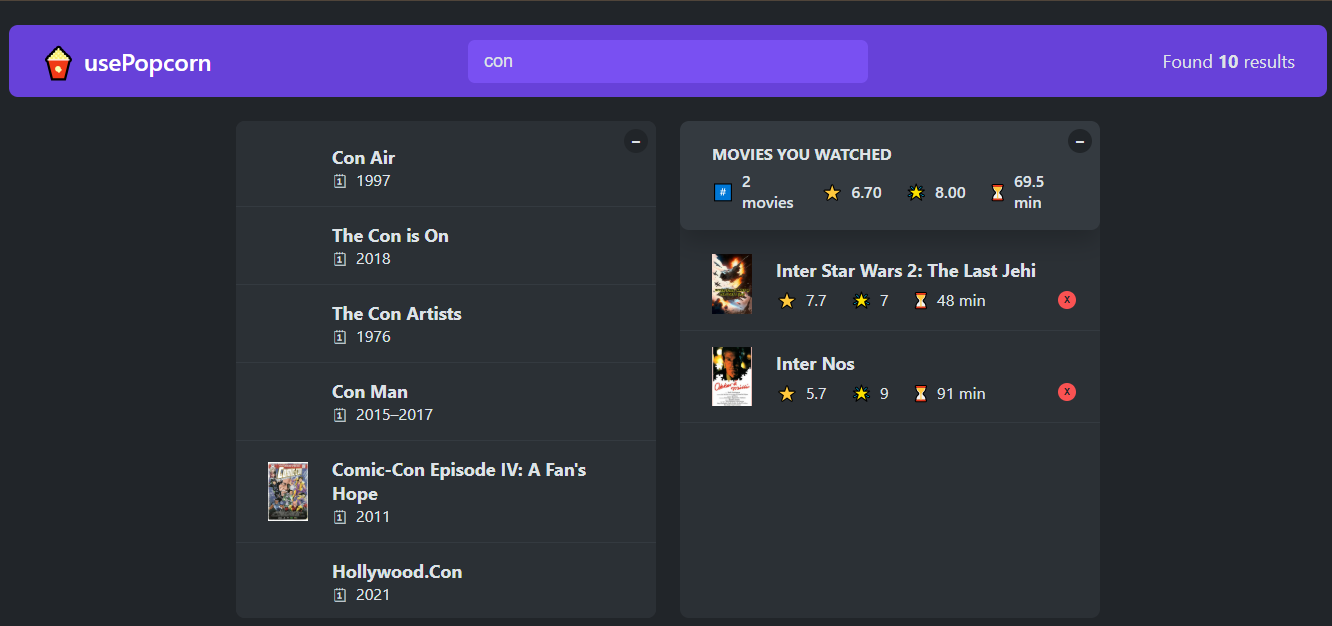 usePopcorn
con
Found 10 results
–
Con Air
🗓 1997
The Con is On
🗓 2018
The Con Artists
🗓 1976
Con Man
🗓 2015–2017
Comic-Con Episode IV: A Fan's
Hope
🗓 2011
Hollywood.Con
🗓 2021
–
MOVIES YOU WATCHED
#️⃣ 2 movies ⭐️ 6.70 🌟 8.00 ⏳ 69.5 min
Inter Star Wars 2: The Last Jehi
⭐️ 7.7 🌟 7 ⏳ 48 min X
Inter Nos
⭐️ 5.7 🌟 9 ⏳ 91 min X